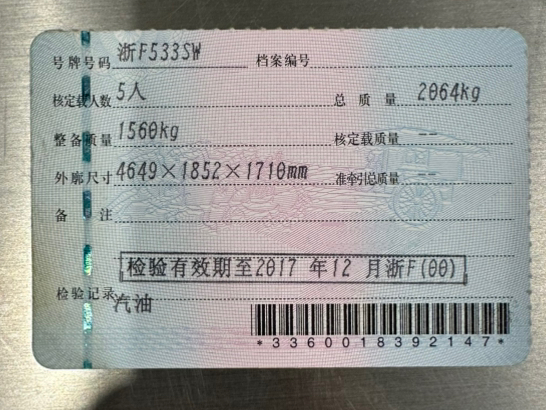 号牌号码 浙F533SW 档案编号
核定载人数 5人 总质量 2064kg
整备质量 1560kg 核定载质量 --
外廓尺寸 4649×1852×1710mm 准牵引总质量 --
备注
检验有效期至2017 年12 月浙F(00)
检验记录 汽油
*3360018392147*